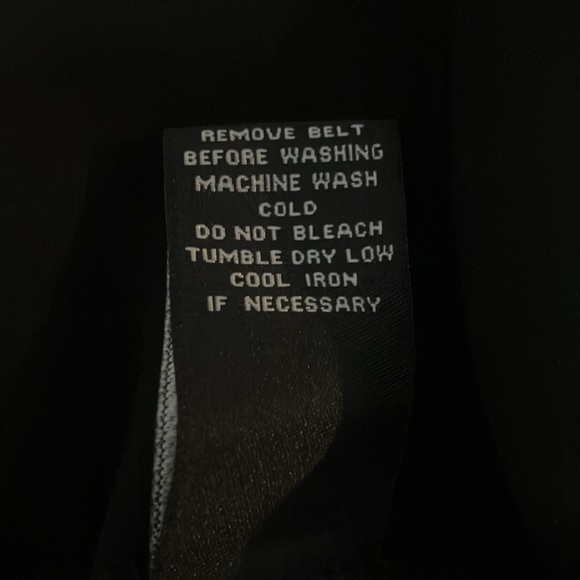 REMOVE BELT
BEFORE WASHING
MACHINE WASH
COLD
DO NOT BLEACH
TUMBLE DRY LOW
COOL IRON
IF NECESSARY